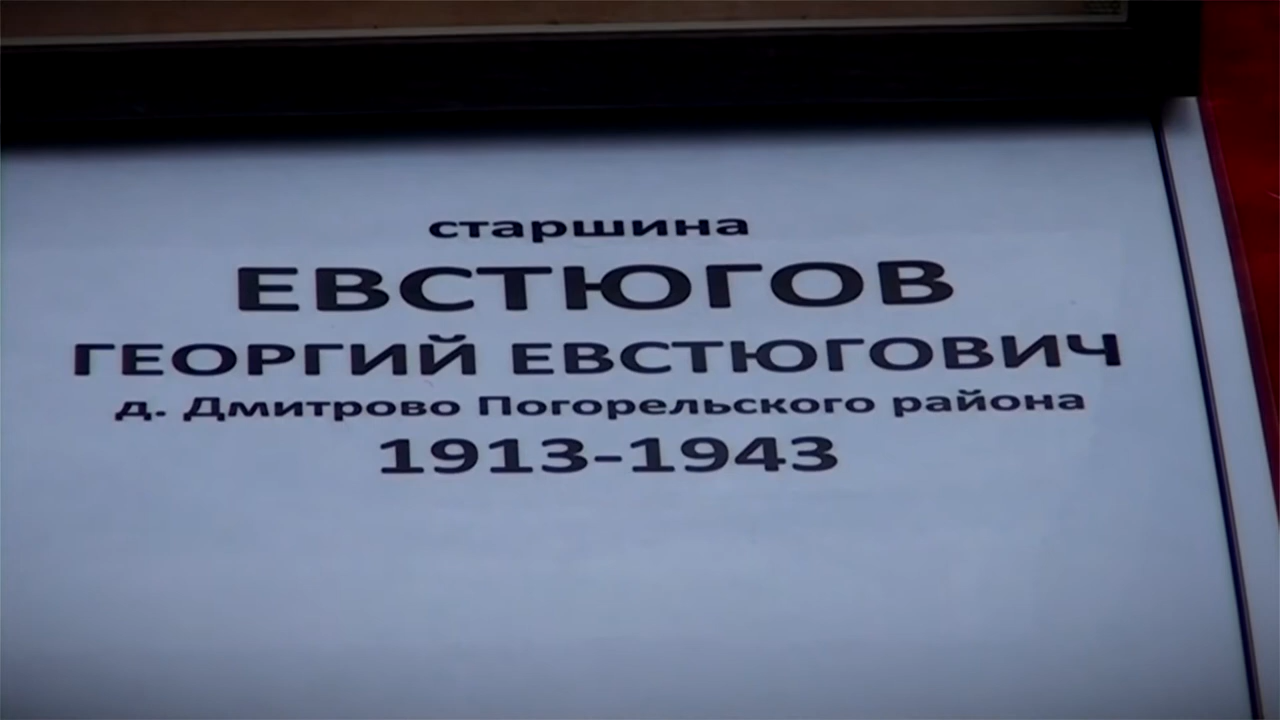 старшина
ЕВСТЮГОВ
ГЕОРГИЙ ЕВСТЮГОВИЧ
д. Дмитрово Погорельского района
1913-1943